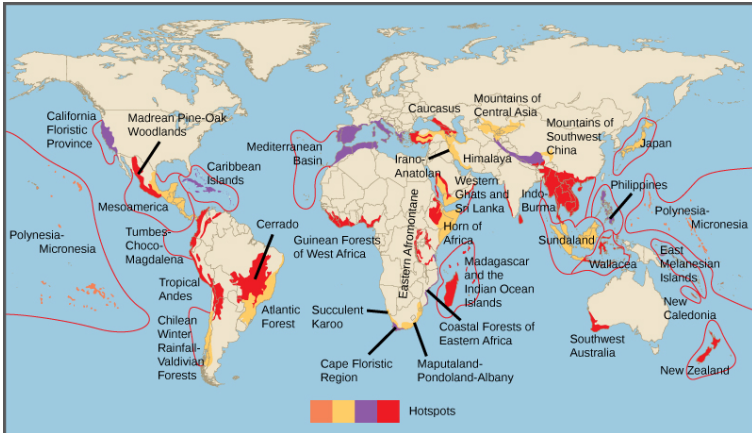 California
Floristic
Province
Madrean Pine-Oak
Woodlands
Caribbean
Islands
Mesoamerica
Polynesia-
Micronesia
Tumbes-
Choco-
Magdalena
Cerrado
Tropical
Andes
Atlantic
Forest
Chilean
Winter
Rainfall-
Valdivian
Forests
Mediterranean
Basin
Caucasus
Mountains of
Central Asia
Irano-
Anatolian
Himalaya
Mountains of
Southwest
China
Japan
Western
Ghats and
Sri Lanka
Indo-
Burma
Philippines
Polynesia-
Micronesia
Guinean Forests
of West Africa
Eastern Afromontane
Horn of
Africa
Sundaland
Wallacea
East
Melanesian
Islands
Madagascar
and the
Indian Ocean
Islands
New
Caledonia
Succulent
Karoo
Coastal Forests of
Eastern Africa
Southwest
Australia
Cape Floristic
Region
Maputaland-
Pondoland-Albany
New Zealand
Hotspots